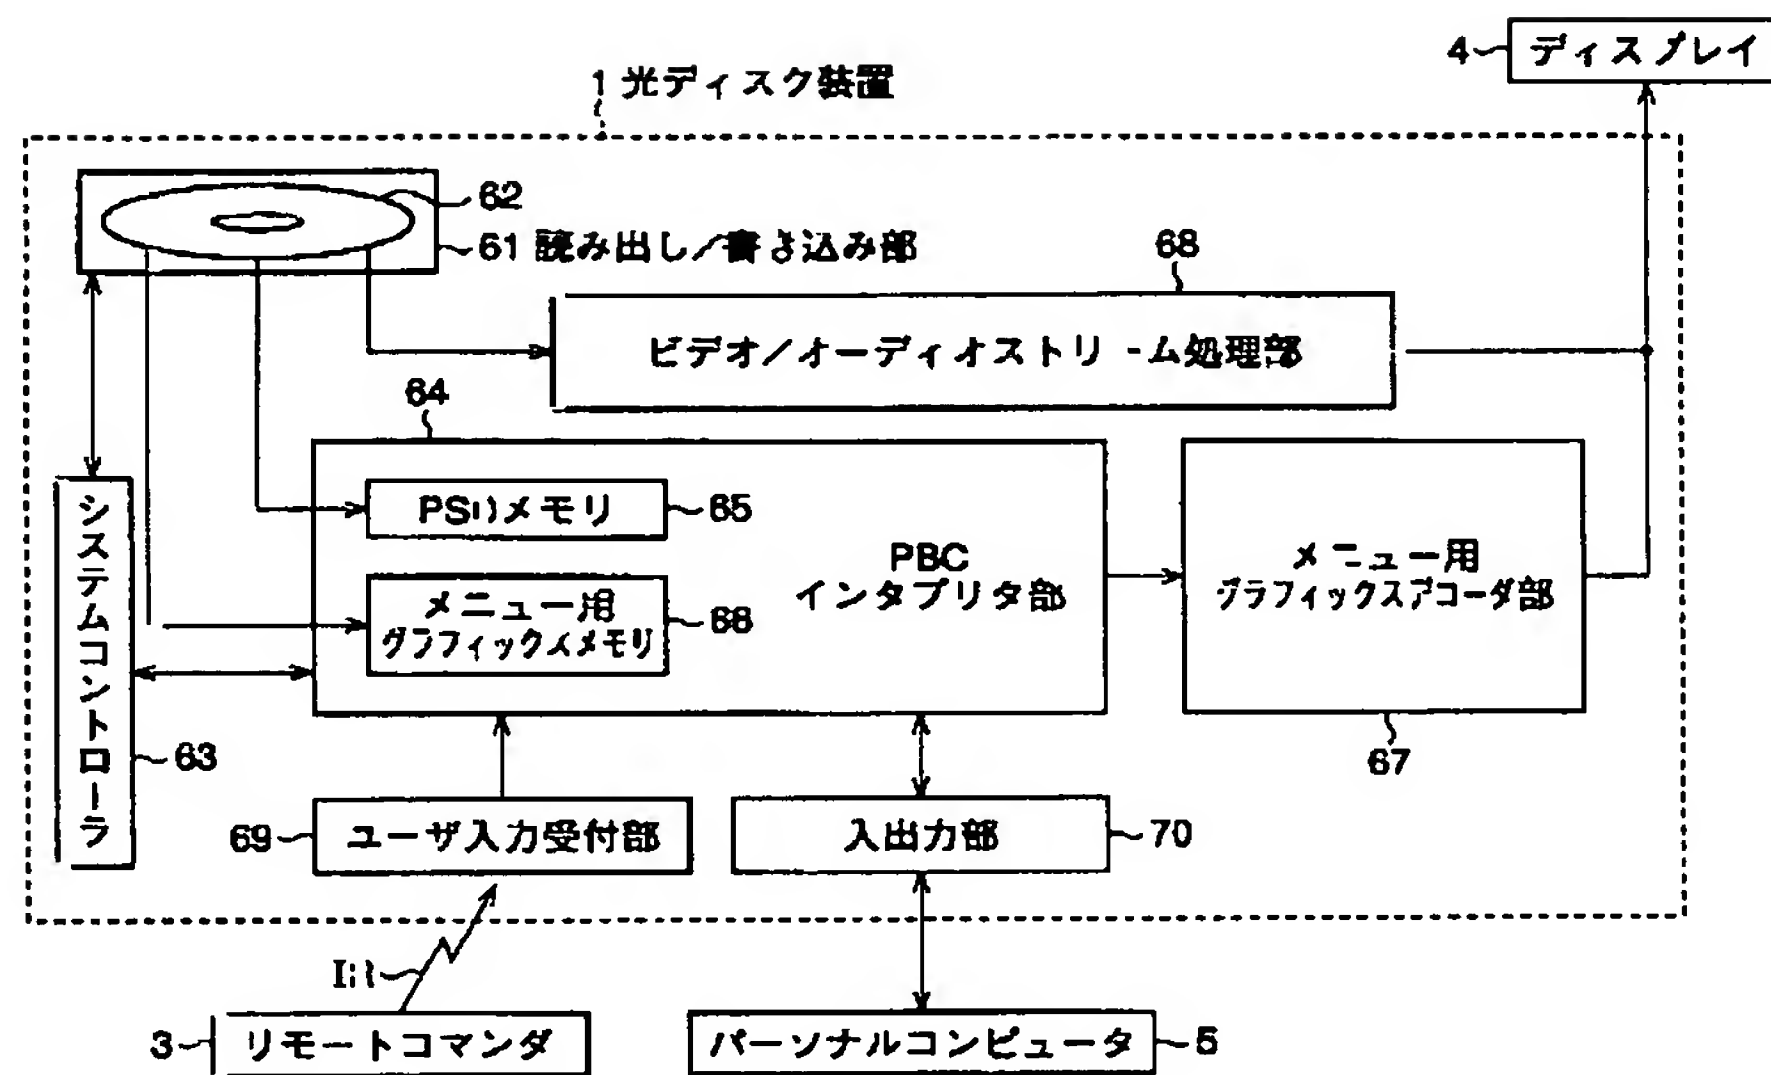 4 ディスプレイ
1 光ディスク装置
62
61 読み出し/書き込み部
68
ビデオ/オーディオストリーム処理部
64
PSDメモリ
65
PBC
インタプリタ部
メニュー用
グラフィックスデコーダ部
メニュー用
グラフィックスメモリ
66
システムコントローラ
63
67
69 ユーザ入力受付部
入出力部 70
3 リモートコマンダ
パーソナルコンピュータ 5